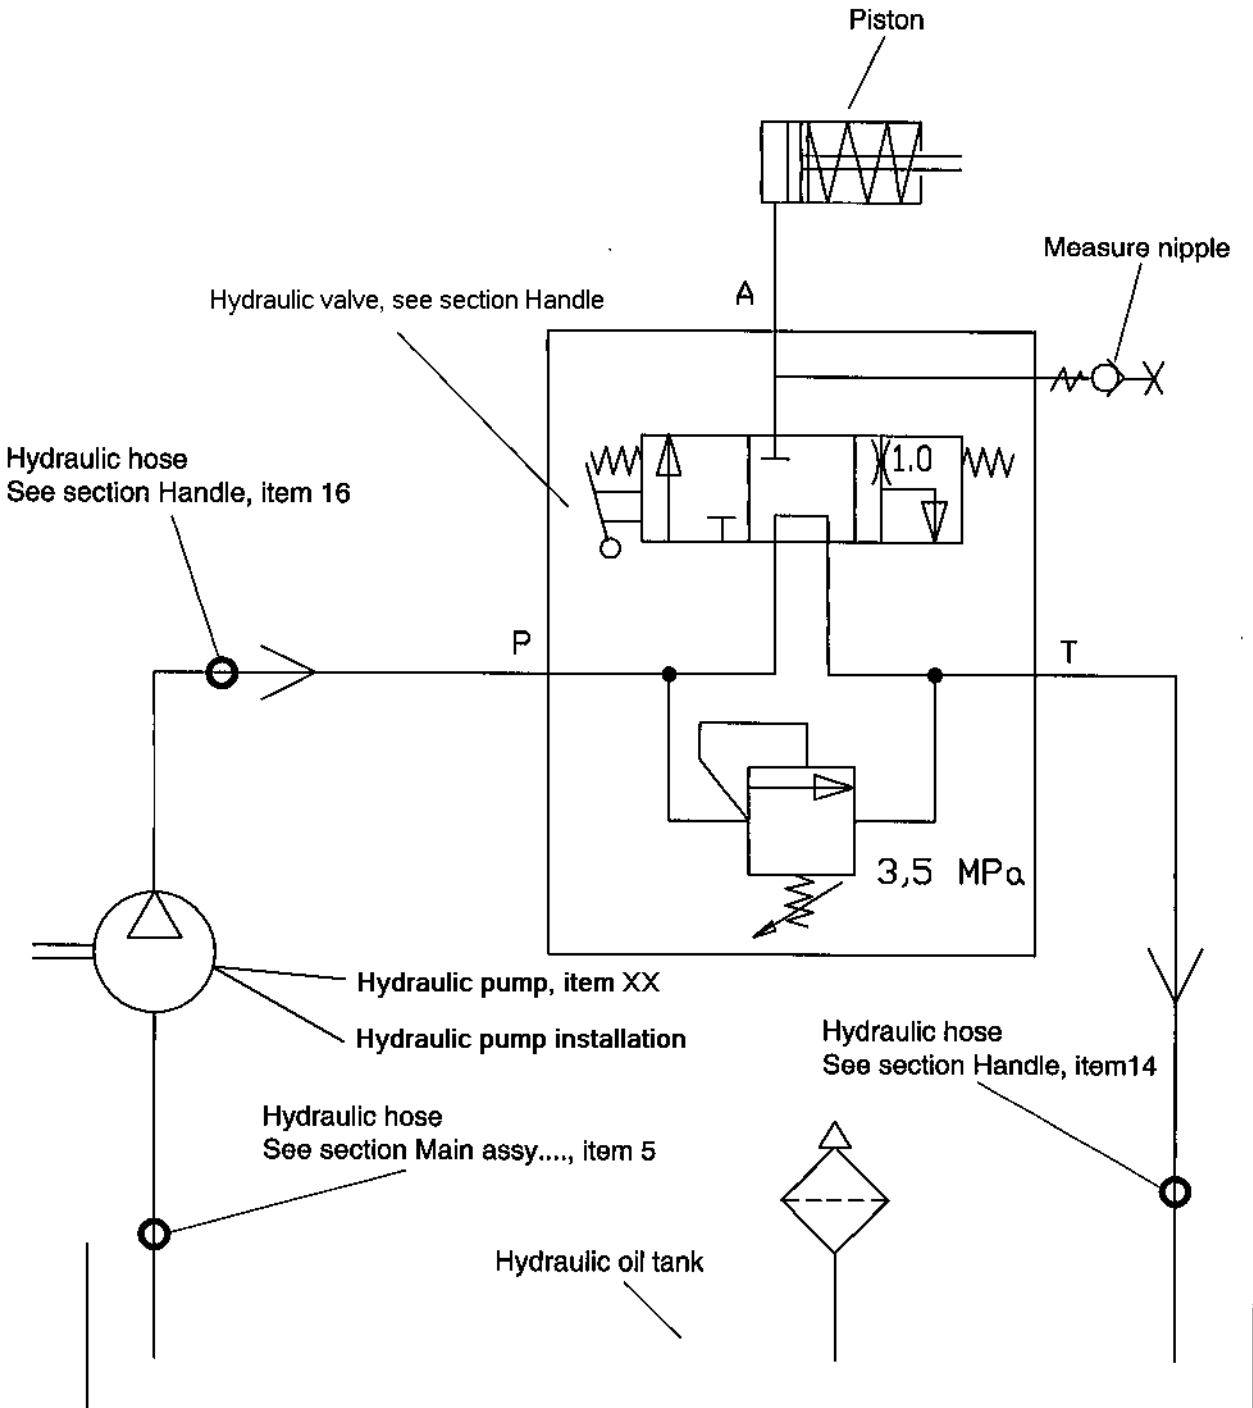 Piston
Measure nipple
Hydraulic valve, see section Handle
A
Hydraulic hose
See section Handle, item 16
1.0
P
T
3,5 MPa
Hydraulic pump, item XX
Hydraulic pump installation
Hydraulic hose
See section Handle, item14
Hydraulic hose
See section Main assy...., item 5
Hydraulic oil tank